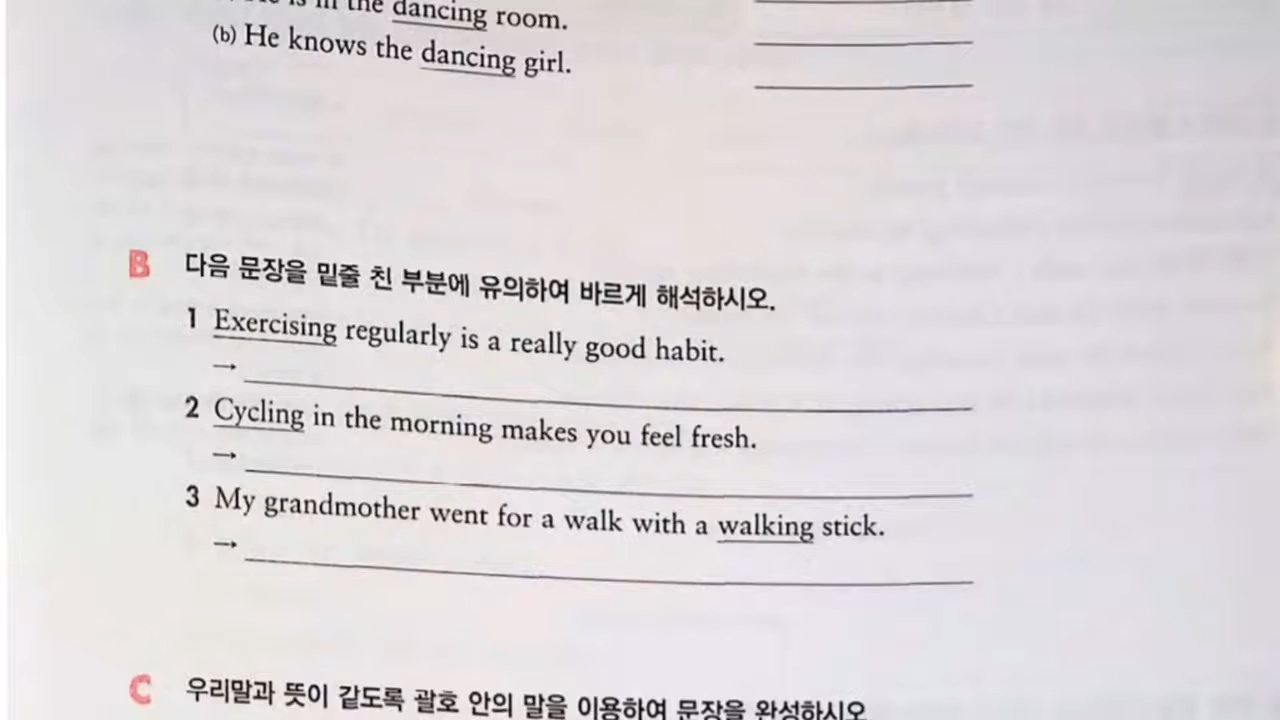 is in the dancing room.
(b) He knows the dancing girl.
B 다음 문장을 밑줄 친 부분에 유의하여 바르게 해석하시오.
1 Exercising regularly is a really good habit.
→
2 Cycling in the morning makes you feel fresh.
→
3 My grandmother went for a walk with a walking stick.
→
C 우리말과 뜻이 같도록 괄호 안의 말을 이용하여 문장을 완성하시오